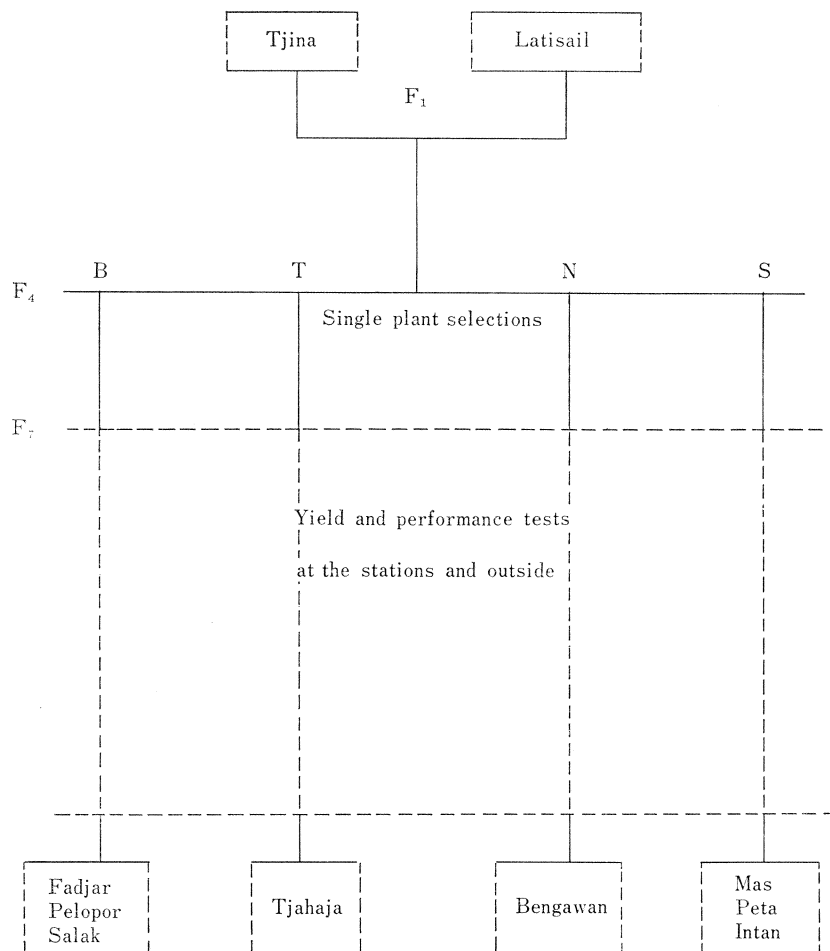 Tjina
Latisail
F₁
B
T
N
S
F₄
Single plant selections
F₇
Yield and performance tests
at the stations and outside
Fadjar
Pelopor
Salak
Tjahaja
Bengawan
Mas
Peta
Intan